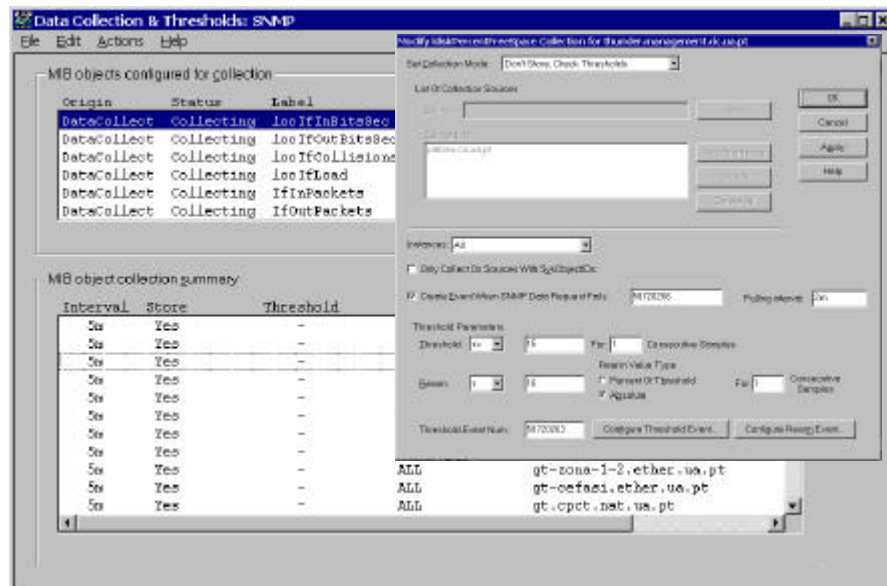 Data Collection & Thresholds: SNMP
File Edit Actions Help
MIB objects configured for collection
Origin Status Label
DataCollect Collecting locIfInBitsSec
DataCollect Collecting locIfOutBitsSec
DataCollect Collecting locIfCollisions
DataCollect Collecting locIfLoad
DataCollect Collecting IfInPackets
DataCollect Collecting IfOutPackets
MIB object collection summary
Interval Store Threshold
5m Yes -
5m Yes -
5m Yes -
5m Yes -
5m Yes -
5m Yes -
5m Yes -
5m Yes -
5m Yes - ALL gt-zona-1-2.ether.ua.pt
5m Yes - ALL gt-cefasi.ether.ua.pt
5m Yes - ALL gt.cpct.nat.ua.pt
Collection for thunder.management
Set Collection Mode: Don't Store, Check Thresholds
List Of Collection Sources
OK
Cancel
Apply
Help
Instances: All
Only Collect On Sources With SysObjectIDs:
Create Event When SNMP Data Request Fails: Polling Interval:
Threshold Parameters
Threshold: 15 For: 1 Consecutive Samples
Rearm Value Type
Rearm: Percent Of Threshold For: 1 Consecutive Samples
Absolute
Threshold Event Num: Configure Threshold Event... Configure Rearm Event...